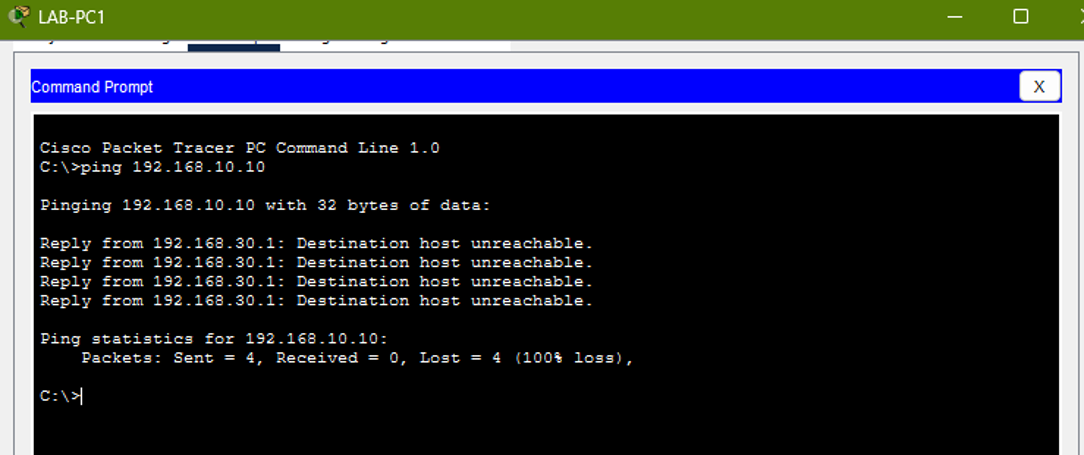 LAB-PC1
Command Prompt
X
Cisco Packet Tracer PC Command Line 1.0
C:\>ping 192.168.10.10
Pinging 192.168.10.10 with 32 bytes of data:
Reply from 192.168.30.1: Destination host unreachable.
Reply from 192.168.30.1: Destination host unreachable.
Reply from 192.168.30.1: Destination host unreachable.
Reply from 192.168.30.1: Destination host unreachable.
Ping statistics for 192.168.10.10:
Packets: Sent = 4, Received = 0, Lost = 4 (100% loss),
C:\>